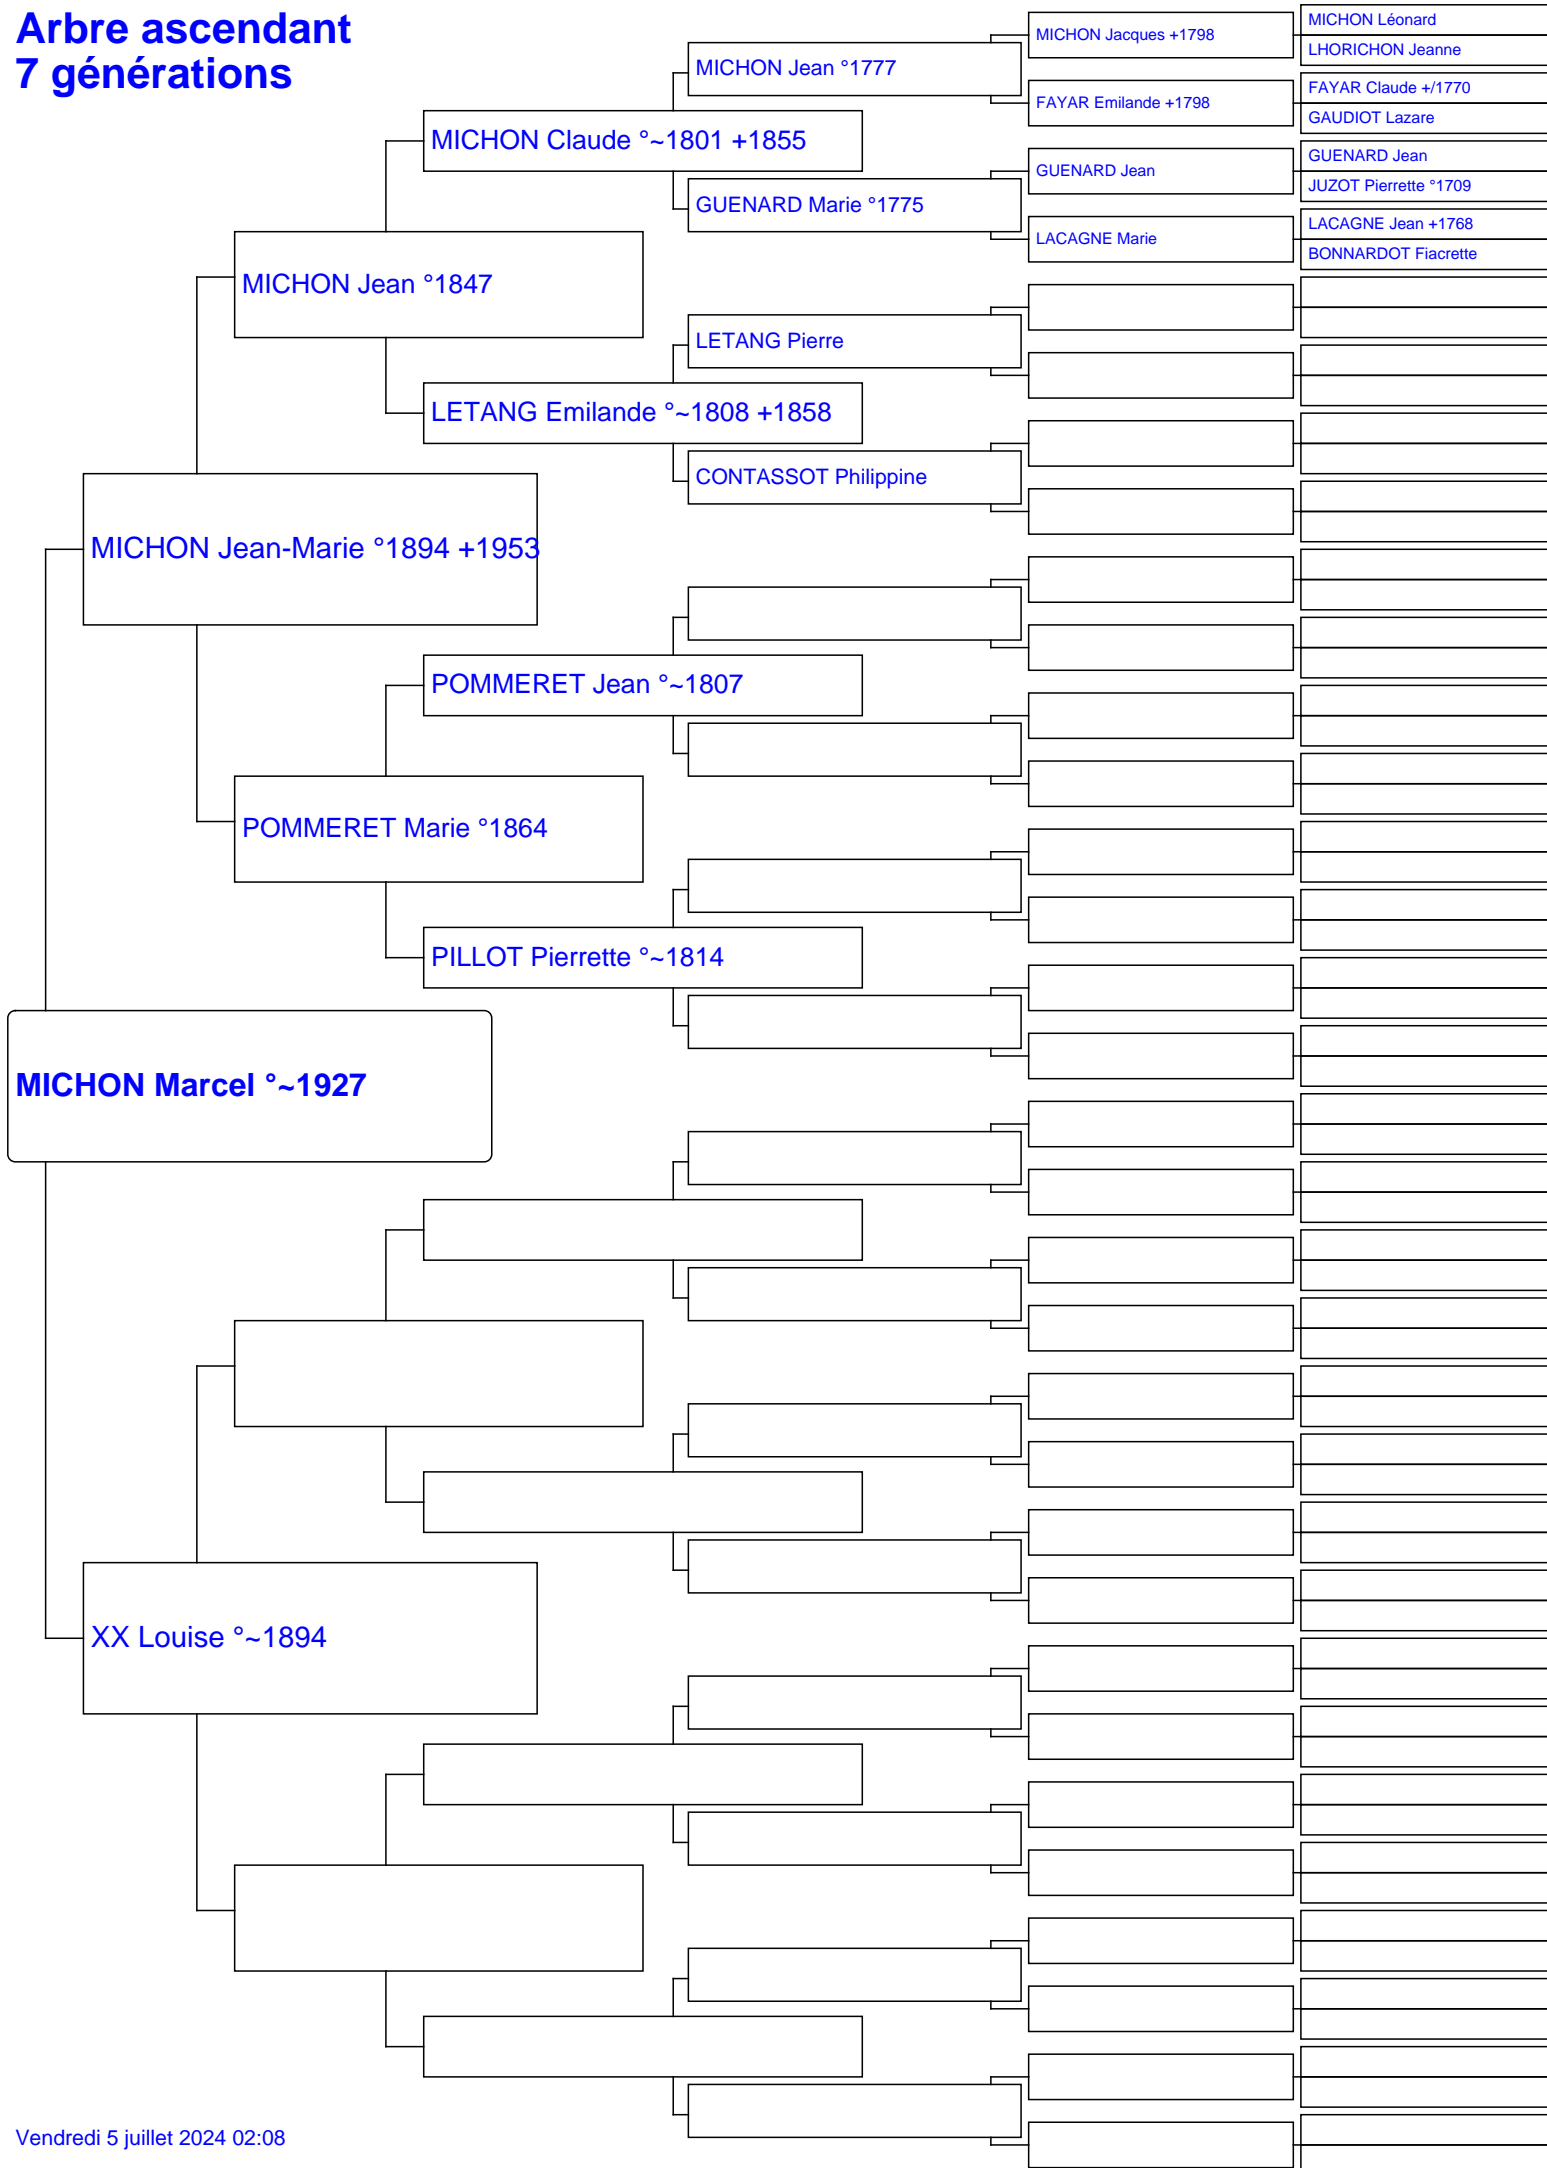 Arbre ascendant
7 générations
MICHON Marcel °~1927
MICHON Jean-Marie °1894 +1953
XX Louise °~1894
MICHON Jean °1847
POMMERET Marie °1864
MICHON Claude °~1801 +1855
LETANG Emilande °~1808 +1858
POMMERET Jean °~1807
PILLOT Pierrette °~1814
MICHON Jean °1777
GUENARD Marie °1775
LETANG Pierre
CONTASSOT Philippine
MICHON Jacques +1798
FAYAR Emilande +1798
GUENARD Jean
LACAGNE Marie
MICHON Léonard
LHORICHON Jeanne
FAYAR Claude +/1770
GAUDIOT Lazare
GUENARD Jean
JUZOT Pierrette °1709
LACAGNE Jean +1768
BONNARDOT Fiacrette
Vendredi 5 juillet 2024 02:08